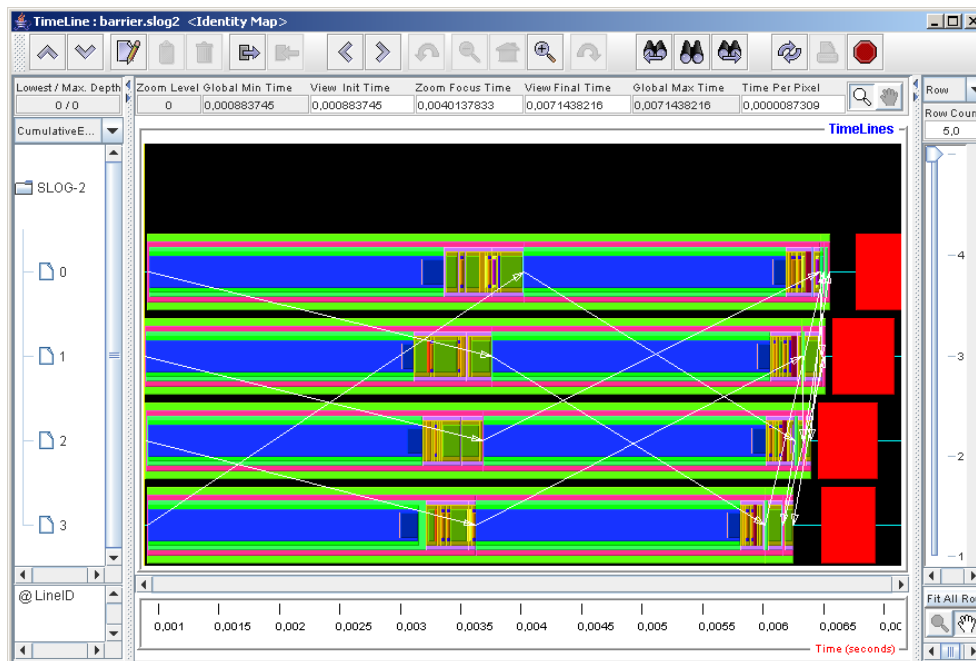 TimeLine : barrier.slog2 <Identity Map>
Lowest / Max. Depth
0 / 0
Zoom Level Global Min Time View Init Time Zoom Focus Time View Final Time Global Max Time Time Per Pixel
0 0,000883745 0,000883745 0,0040137833 0,0071438216 0,0071438216 0,0000087309
Row
Row Coun
5,0
CumulativeE...
TimeLines
SLOG-2
0
1
2
3
4
3
2
1
@ LineID
0,001 0,0015 0,002 0,0025 0,003 0,0035 0,004 0,0045 0,005 0,0055 0,006 0,0065
Time (seconds)
Fit All Ro